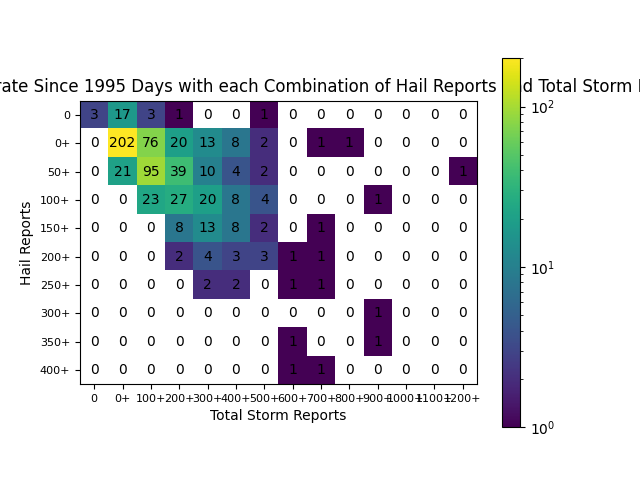 rate Since 1995 Days with each Combination of Hail Reports and Total Storm
Hail Reports
0 3 17 3 1 0 0 1 0 0 0 0 0 0 0
0+ 0 202 76 20 13 8 2 0 1 1 0 0 0 0
50+ 0 21 95 39 10 4 2 0 0 0 0 0 0 1
100+ 0 0 23 27 20 8 4 0 0 0 1 0 0 0
150+ 0 0 0 8 13 8 2 0 1 0 0 0 0 0
200+ 0 0 0 2 4 3 3 1 1 0 0 0 0 0
250+ 0 0 0 0 2 2 0 1 1 0 0 0 0 0
300+ 0 0 0 0 0 0 0 0 0 0 1 0 0 0
350+ 0 0 0 0 0 0 0 1 0 0 1 0 0 0
400+ 0 0 0 0 0 0 0 1 1 0 0 0 0 0
0 0+ 100+ 200+ 300+ 400+ 500+ 600+ 700+ 800+ 900+ 1000+ 1100+ 1200+
Total Storm Reports
10²
10¹
10⁰